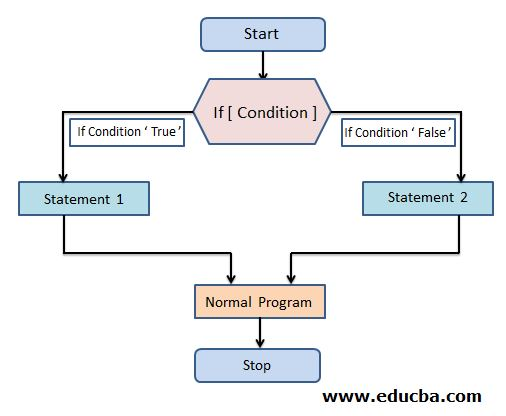 Start
If [ Condition ]
If Condition ‘ True’
If Condition ‘ False’
Statement 1
Statement 2
Normal Program
Stop
www.educba.com